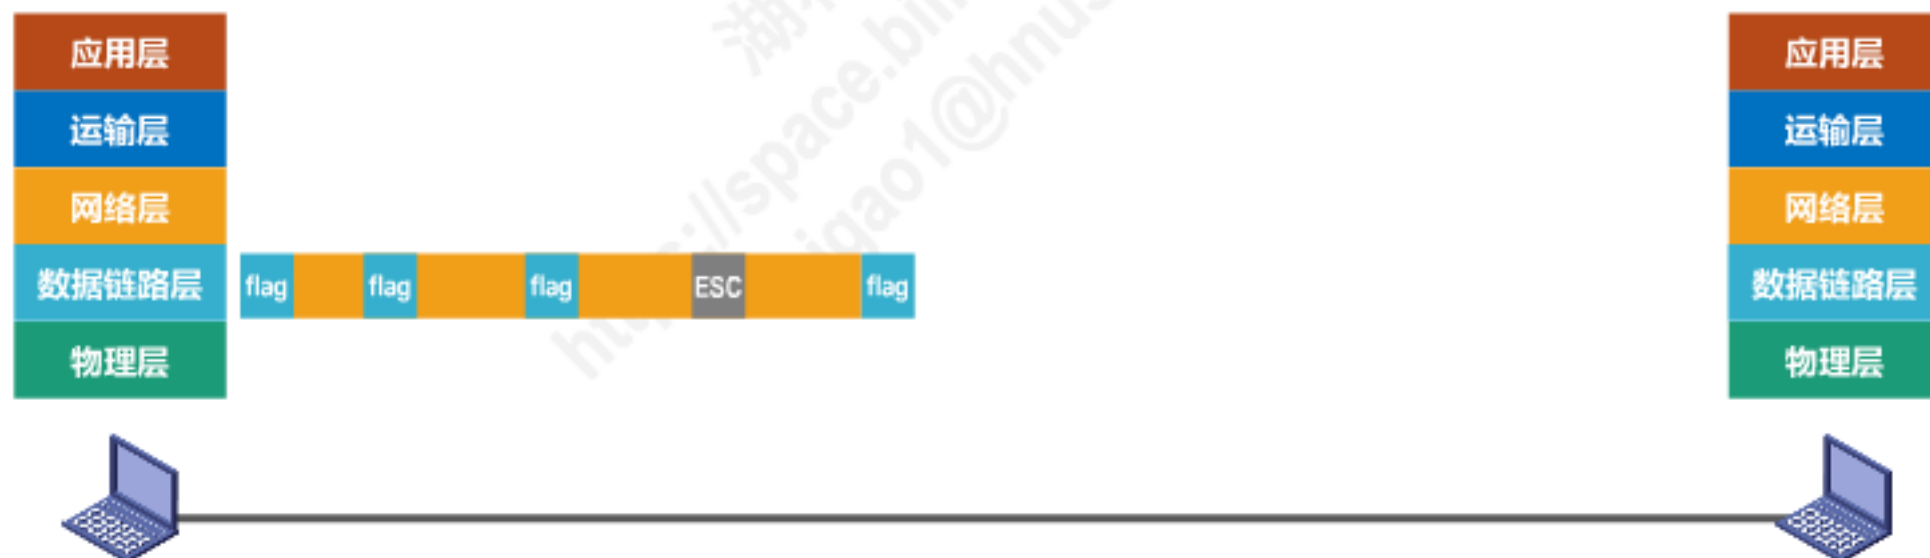 应用层
应用层
运输层
运输层
网络层
网络层
数据链路层 flag flag flag ESC flag
数据链路层
物理层
物理层